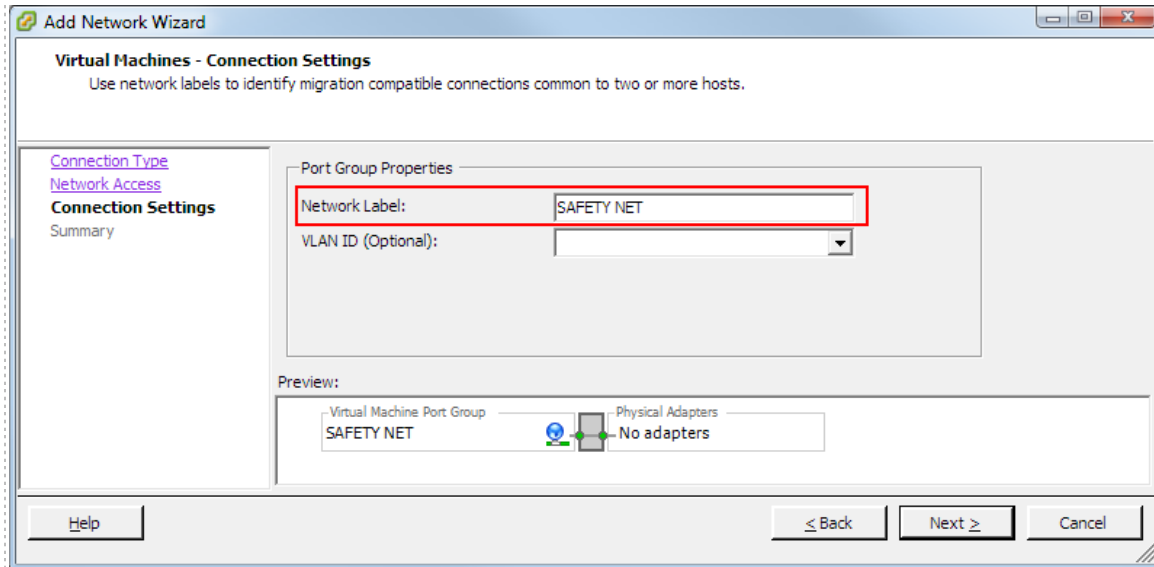 Add Network Wizard
Virtual Machines - Connection Settings
Use network labels to identify migration compatible connections common to two or more hosts.
Connection Type
Network Access
Connection Settings
Summary
Port Group Properties
Network Label: SAFETY NET
VLAN ID (Optional):
Preview:
Virtual Machine Port Group Physical Adapters
SAFETY NET No adapters
Help < Back Next > Cancel